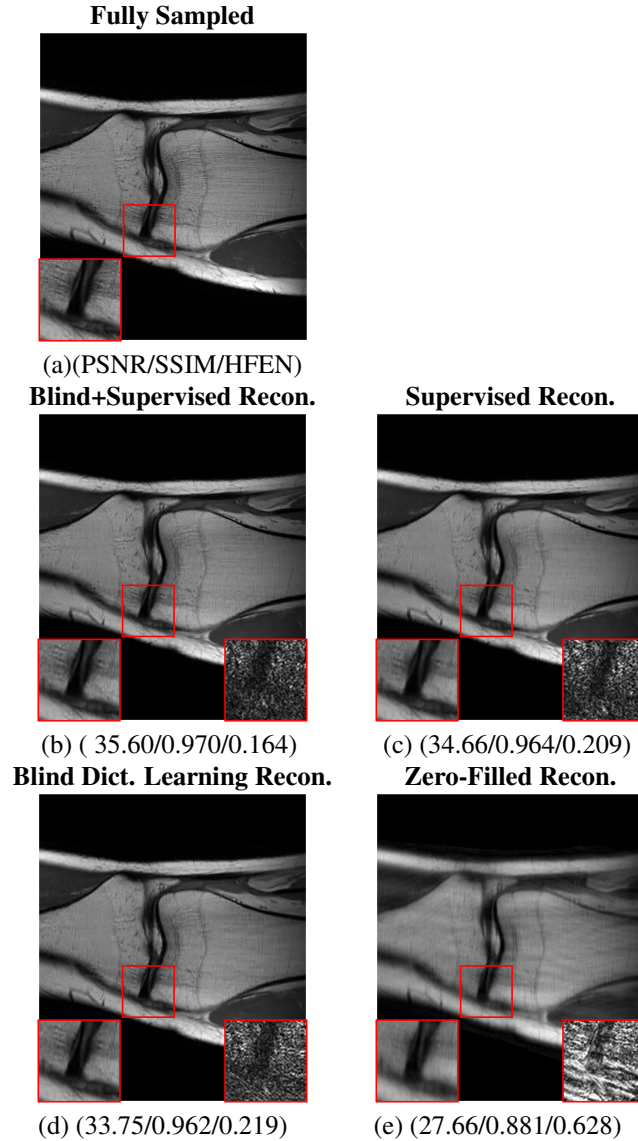 Fully Sampled
(a)(PSNR/SSIM/HFEN)
Blind+Supervised Recon.
Supervised Recon.
(b) ( 35.60/0.970/0.164)
(c) (34.66/0.964/0.209)
Blind Dict. Learning Recon.
Zero-Filled Recon.
(d) (33.75/0.962/0.219)
(e) (27.66/0.881/0.628)